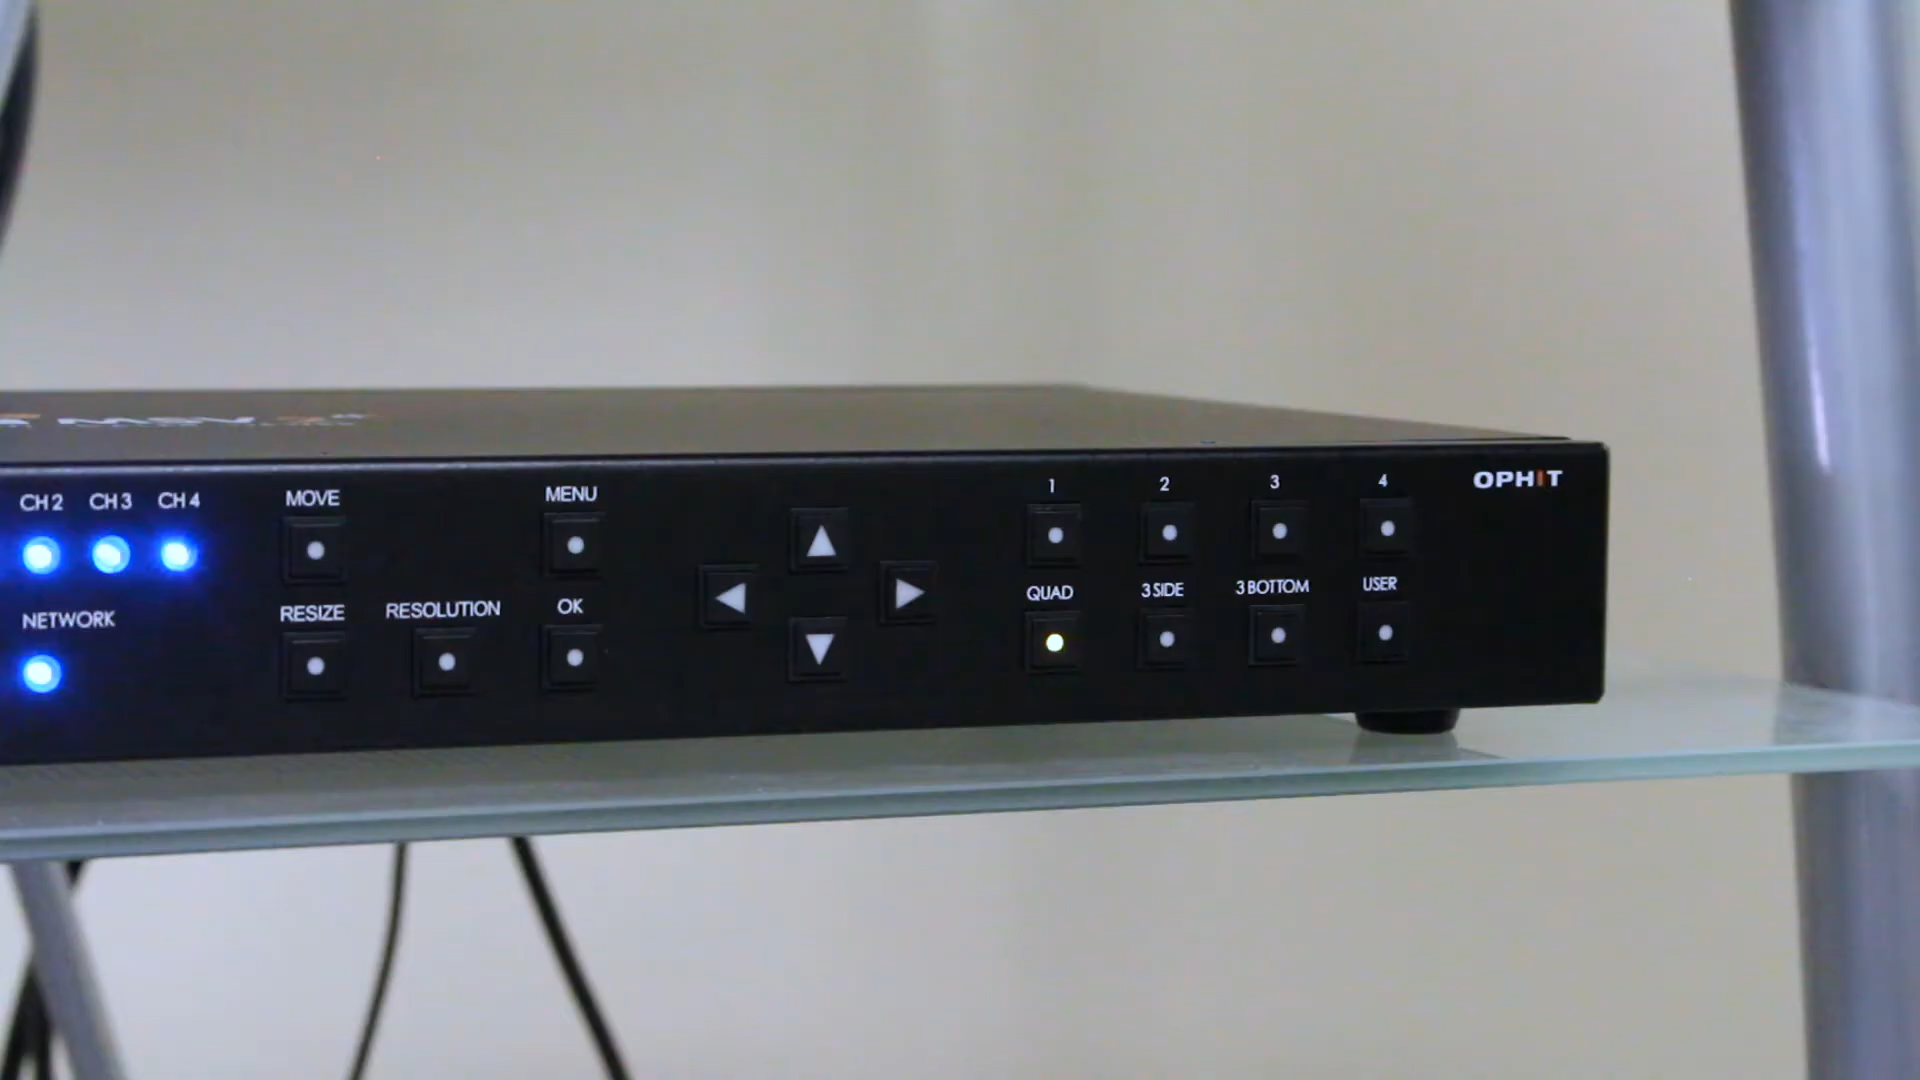 CH 2 CH 3 CH 4
NETWORK
MOVE
RESIZE RESOLUTION
MENU
OK
1 2 3 4
QUAD 3 SIDE 3 BOTTOM USER
OPHIT